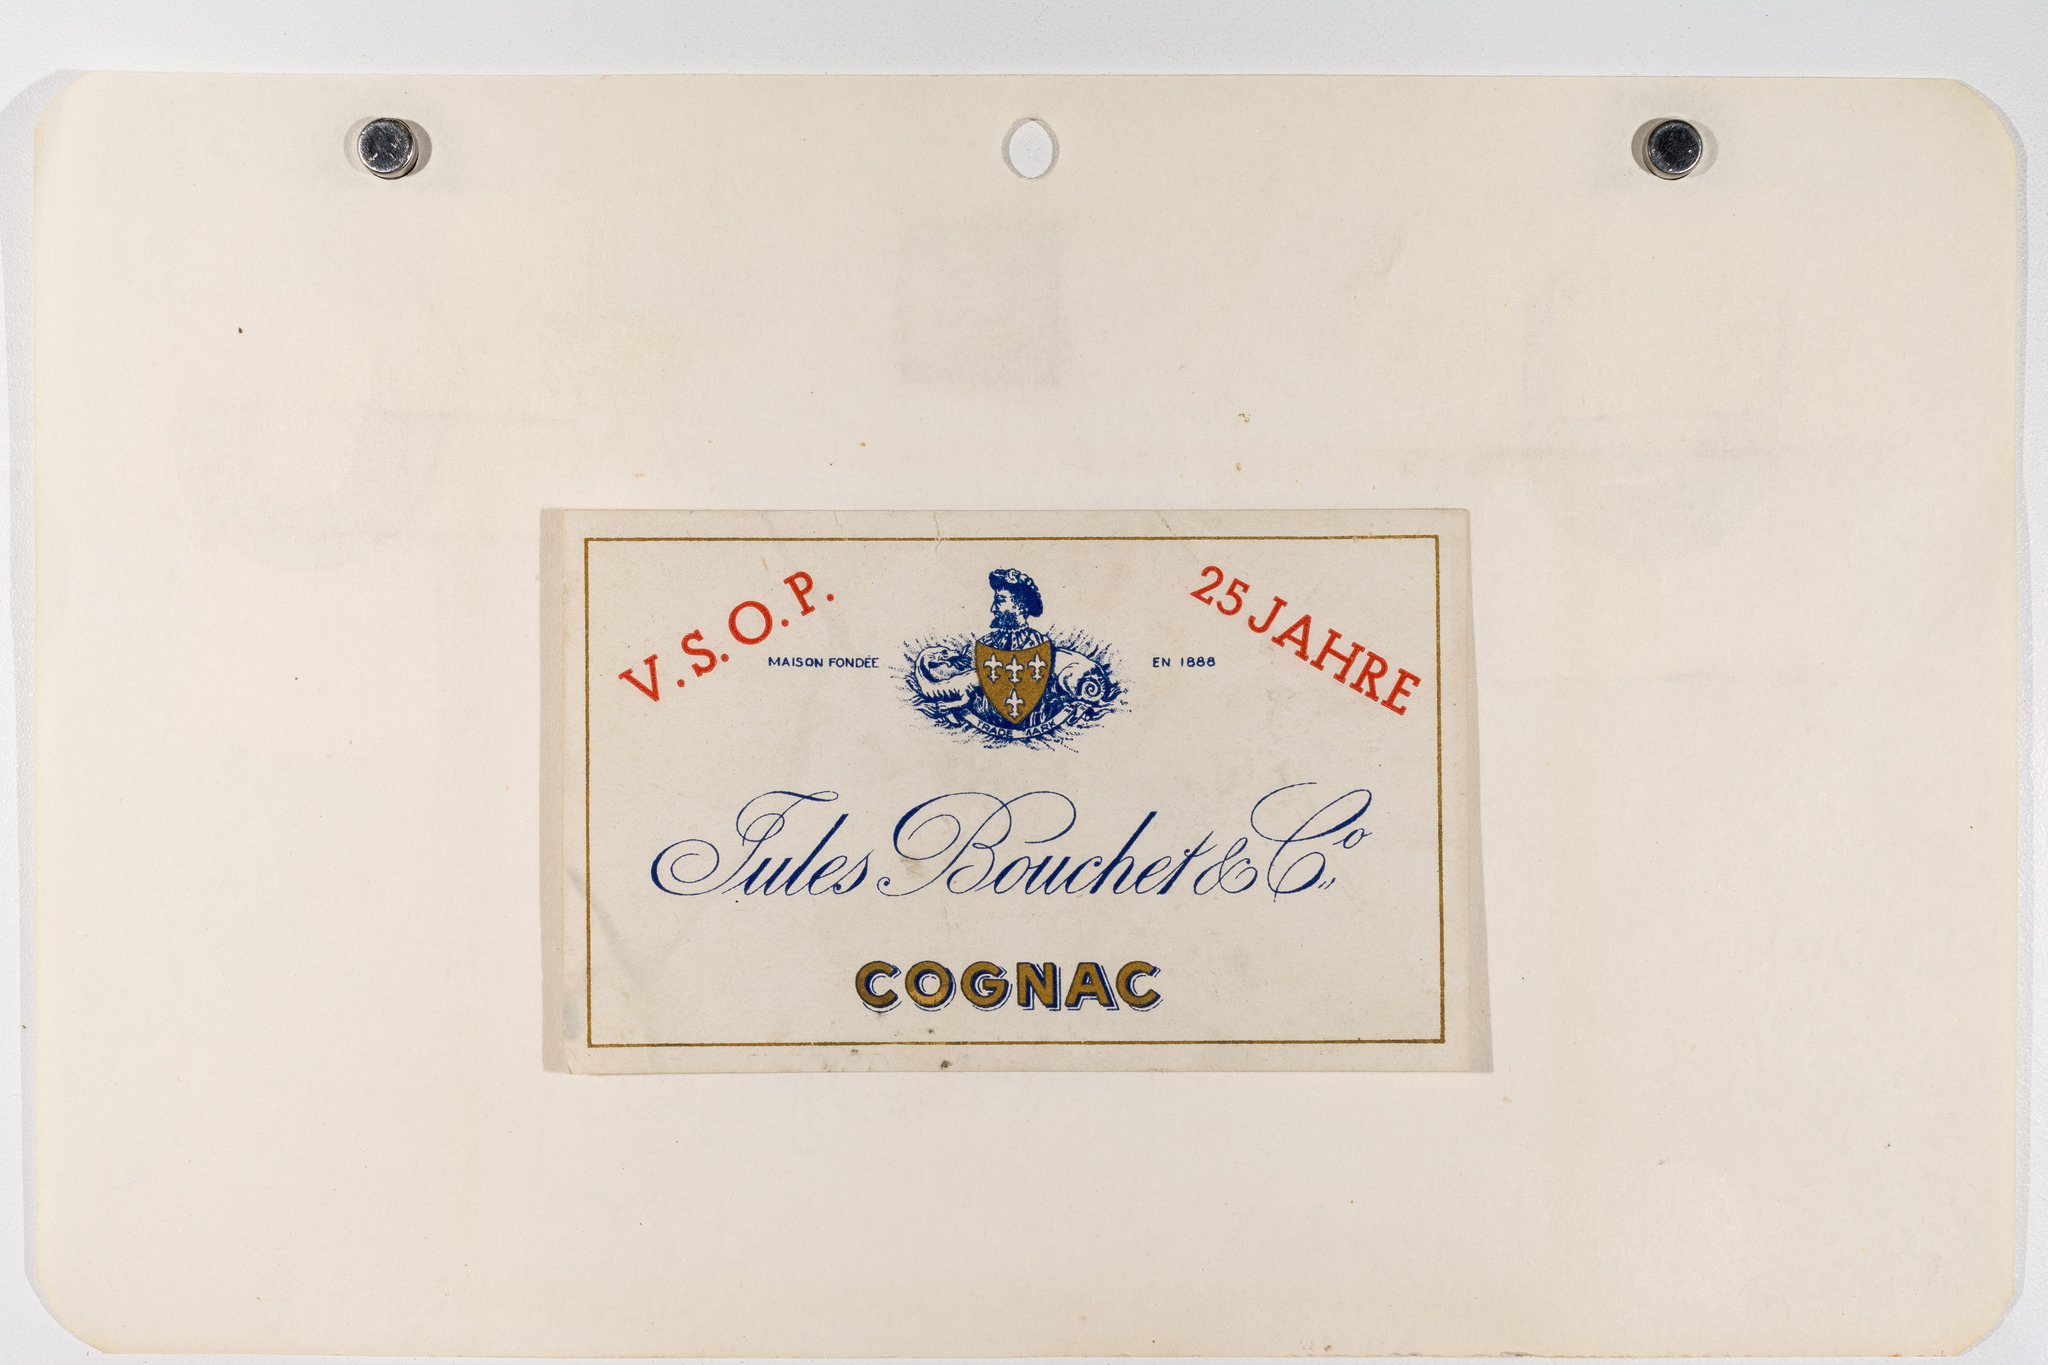 V.S.O.P.
25 JAHRE
MAISON FONDÉE EN 1888
TRADE MARK
Jules Bouchet & Cº
COGNAC